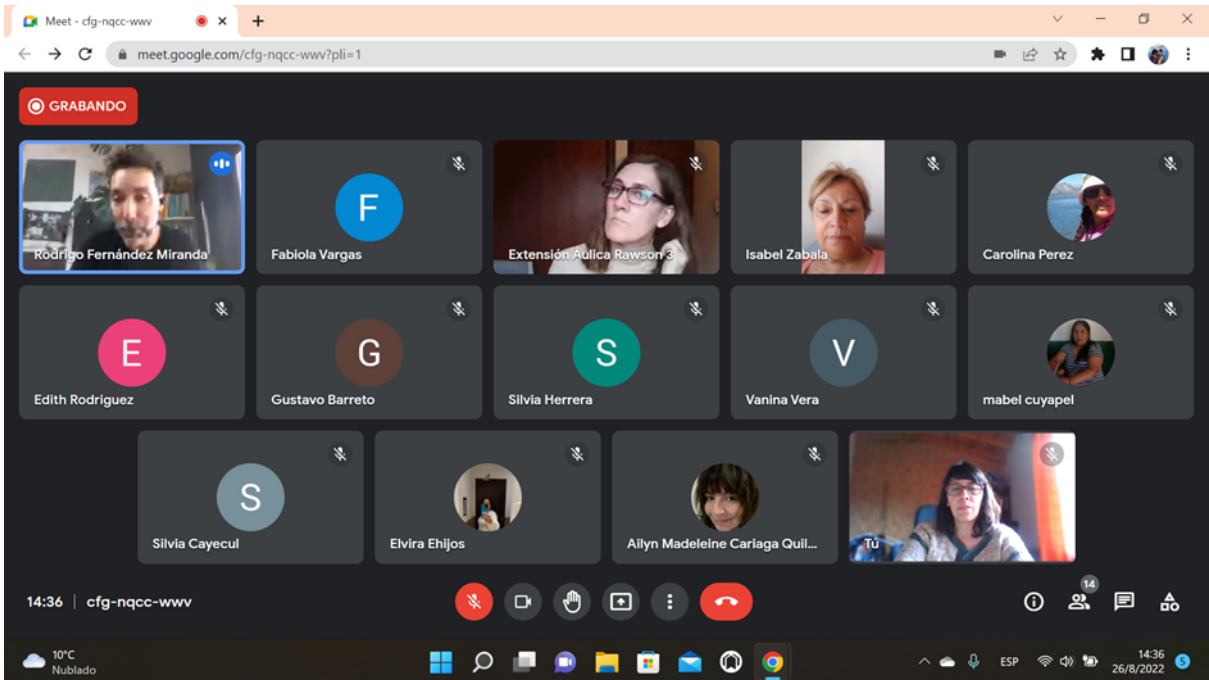 Meet - cfg-nqcc-wwv
meet.google.com/cfg-nqcc-wwv?pli=1
GRABANDO
Rodrigo Fernández Miranda
F
Fabiola Vargas
Extensión Áulica Rawson 3
Isabel Zabala
Carolina Perez
E
Edith Rodriguez
G
Gustavo Barreto
S
Silvia Herrera
V
Vanina Vera
mabel cuyapel
S
Silvia Cayecul
Elvira Ehijos
Ailyn Madeleine Cariaga Quil...
Tú
14:36 | cfg-nqcc-wwv
14
10°C
Nublado
ESP
14:36
26/8/2022
5